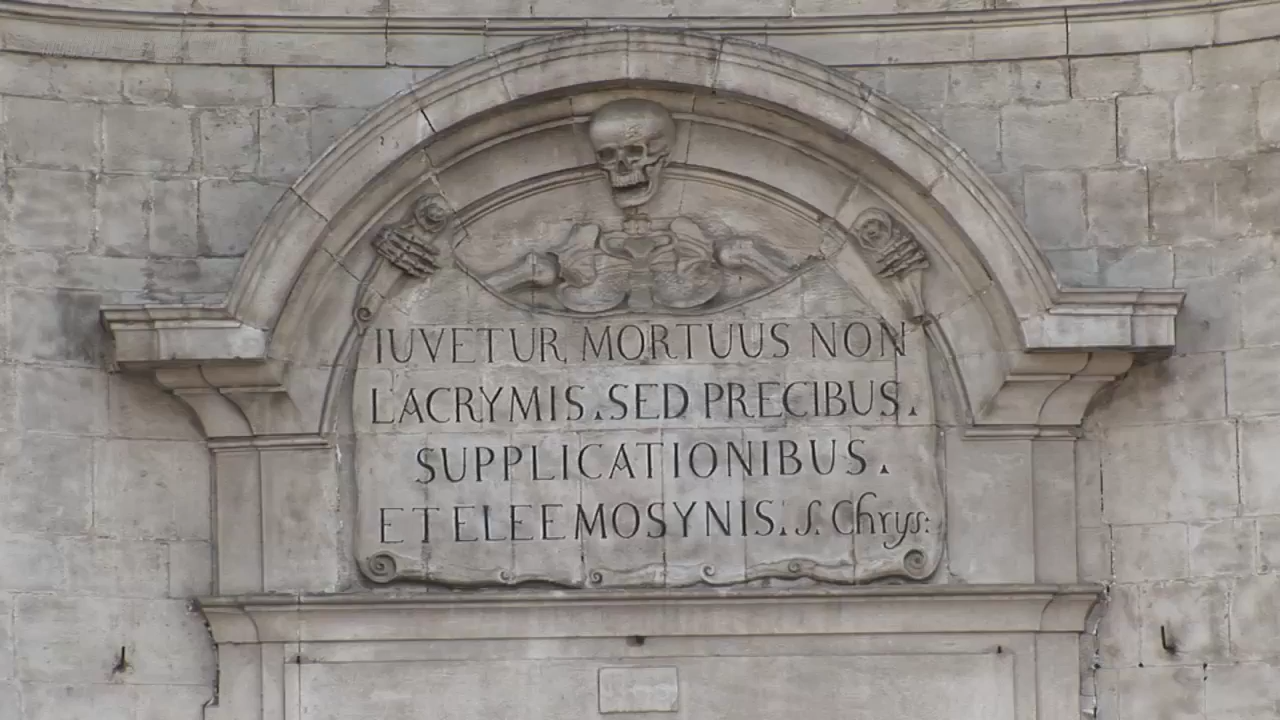 IUVETUR MORTUUS NON
LACRYMIS.SED PRECIBUS.
SUPPLICATIONIBUS.
ET ELEEMOSYNIS. S. Chrys: